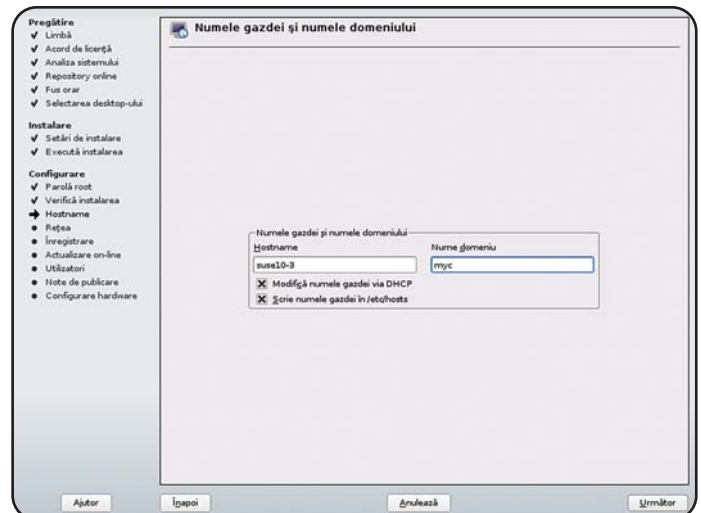 Pregătire
Limbă
Acord de licență
Analiza sistemului
Repository online
Fus orar
Selectarea desktop-ului
Instalare
Setări de instalare
Execută instalarea
Configurare
Parolă root
Verifică instalarea
Hostname
Rețea
Înregistrare
Actualizare on-line
Utilizatori
Note de publicare
Configurare hardware
Numele gazdei și numele domeniului
Numele gazdei și numele domeniului
Hostname
Nume domeniu
suse10-3
myc
Modifică numele gazdei via DHCP
Scrie numele gazdei în /etc/hosts
Ajutor
Înapoi
Anulează
Următor